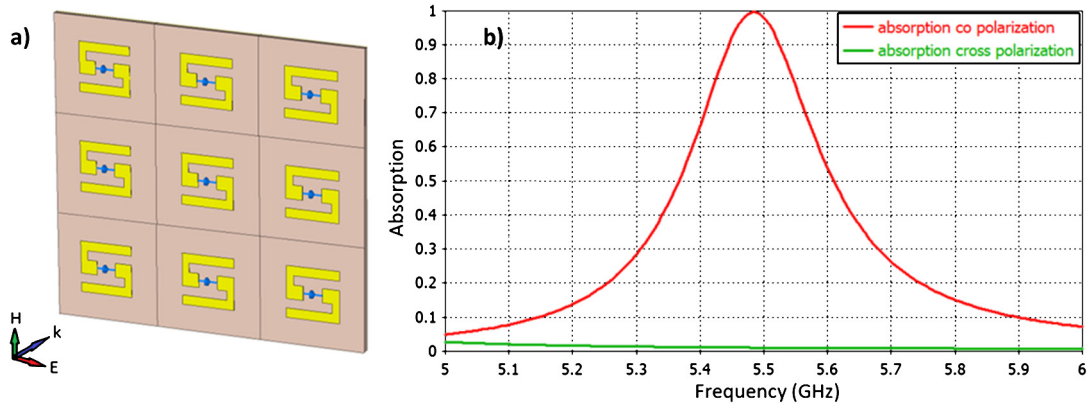 a)
H
k
E
b)
absorption co polarization
absorption cross polarization
Absorption
1
0.9
0.8
0.7
0.6
0.5
0.4
0.3
0.2
0.1
0
5 5.1 5.2 5.3 5.4 5.5 5.6 5.7 5.8 5.9 6
Frequency (GHz)